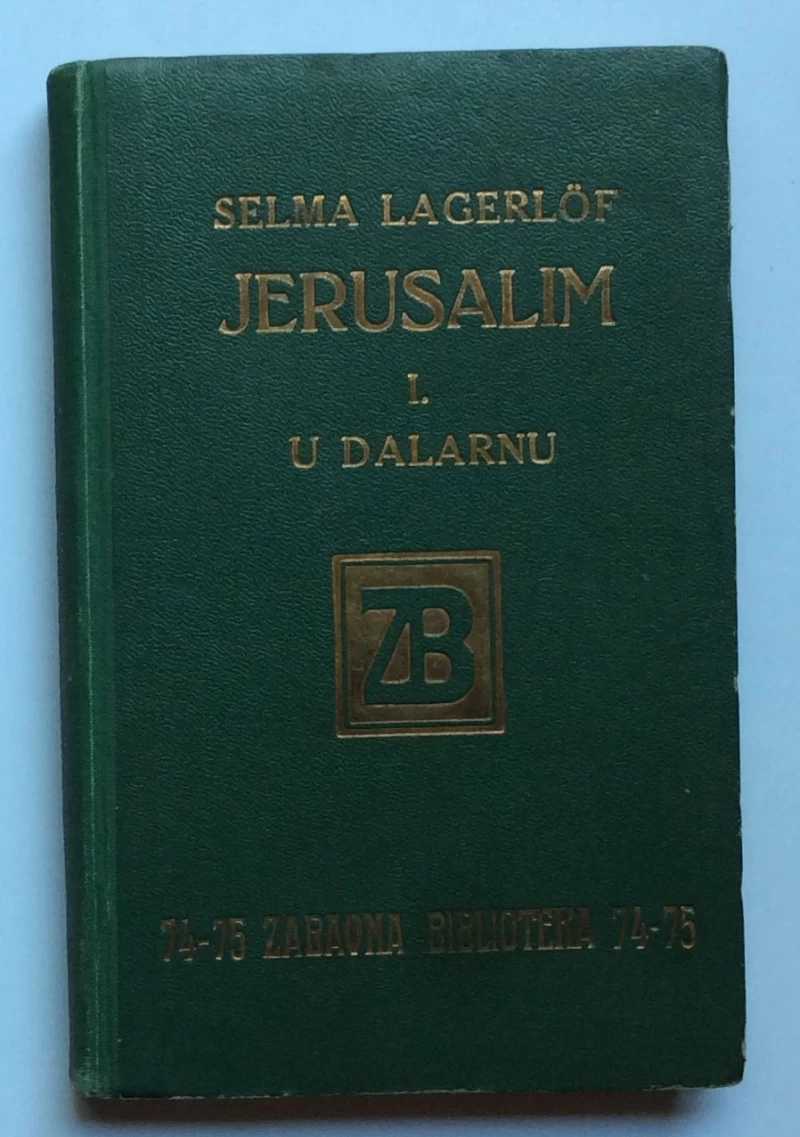 SELMA LAGERLÖF
JERUSALIM
I.
U DALARNU
ZB
74-75 ZABAVNA BIBLIOTEKA 74-75